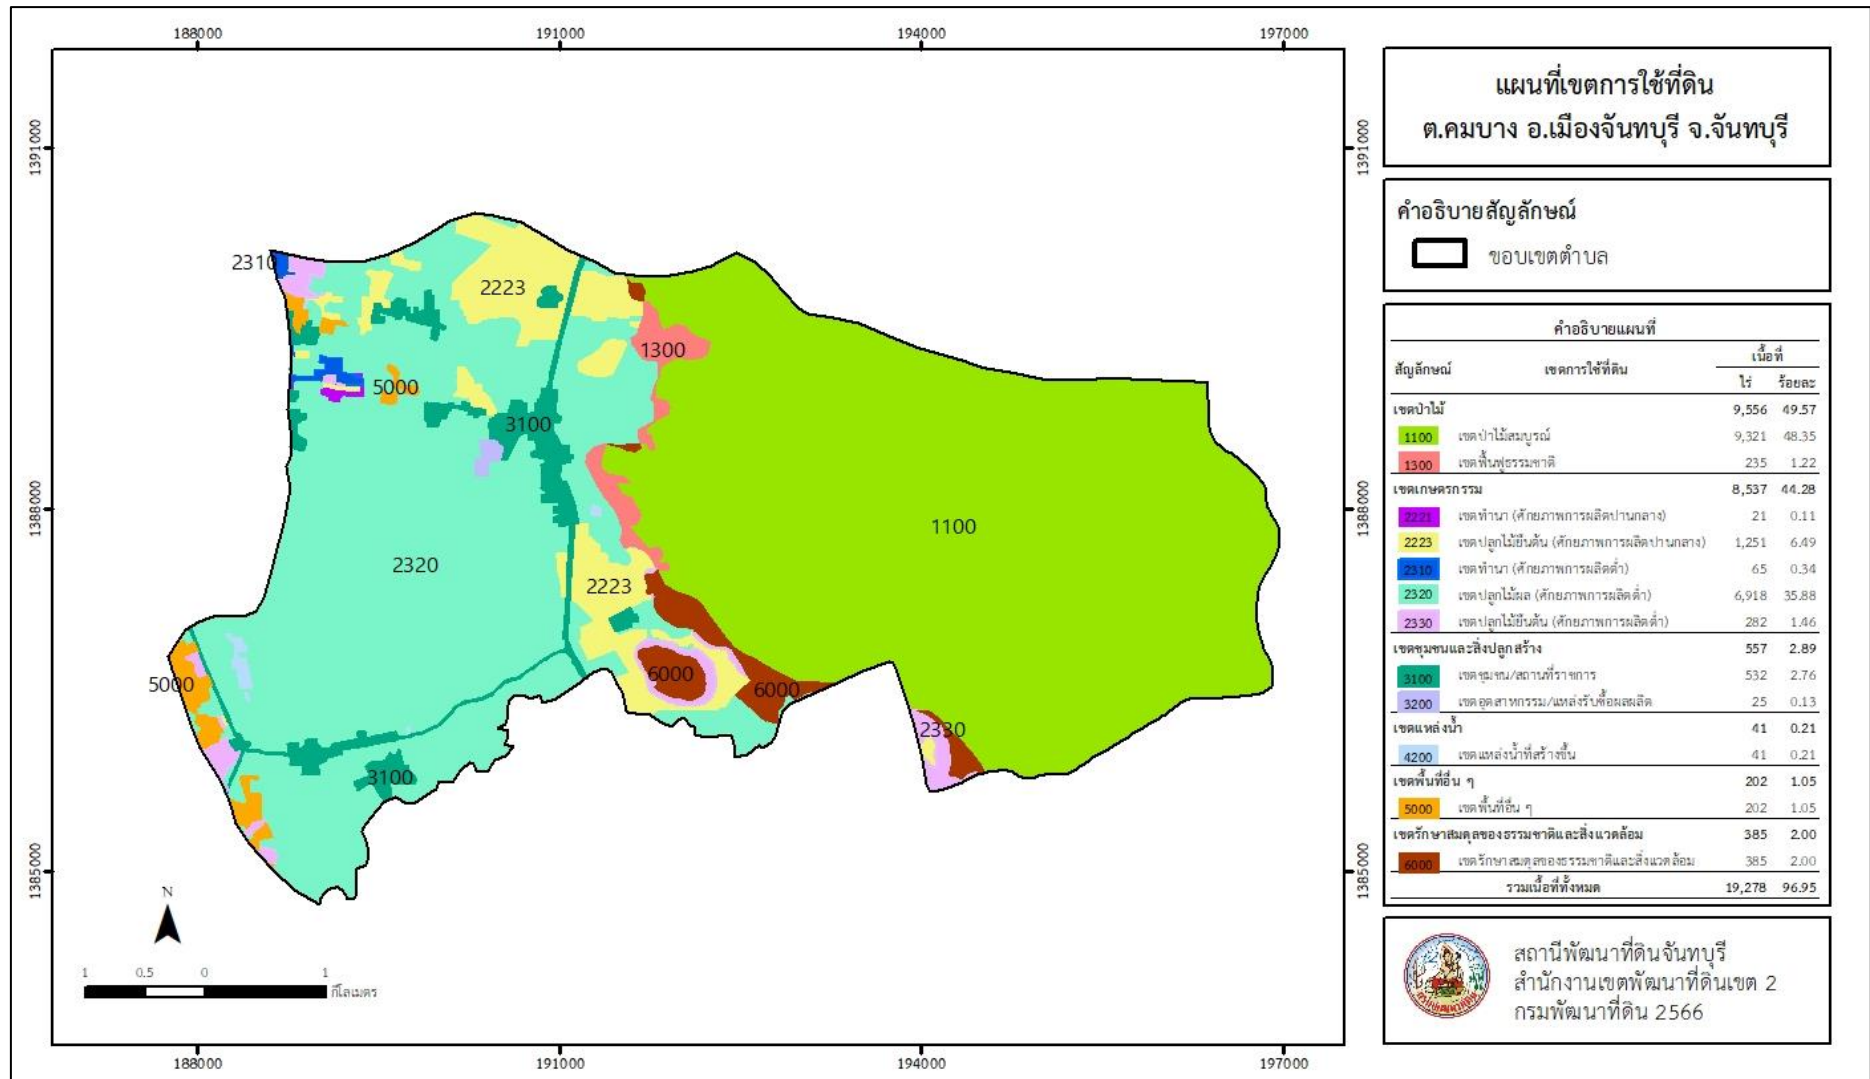 188000 191000 194000 197000
1391000 1391000
1388000 1388000
1385000 1385000
2310
2223
1300
5000
3100
1100
2320
2223
5000
6000
6000
2330
3100
N
1 0.5 0 1
กิโลเมตร
188000 191000 194000 197000
แผนที่เขตการใช้ที่ดิน
ต.คมบาง อ.เมืองจันทบุรี จ.จันทบุรี
คำอธิบายสัญลักษณ์
ขอบเขตตำบล
คำอธิบายแผนที่
สัญลักษณ์ เขตการใช้ที่ดิน เนื้อที่
ไร่ ร้อยละ
เขตป่าไม้ 9,556 49.57
1100 เขตป่าไม้สมบูรณ์ 9,321 48.35
1300 เขตฟื้นฟูธรรมชาติ 235 1.22
เขตเกษตรกรรม 8,537 44.28
2221 เขตทำนา (ศักยภาพการผลิตปานกลาง) 21 0.11
2223 เขตปลูกไม้ยืนต้น (ศักยภาพการผลิตปานกลาง) 1,251 6.49
2310 เขตทำนา (ศักยภาพการผลิตต่ำ) 65 0.34
2320 เขตปลูกไม้ผล (ศักยภาพการผลิตต่ำ) 6,918 35.88
2330 เขตปลูกไม้ยืนต้น (ศักยภาพการผลิตต่ำ) 282 1.46
เขตชุมชนและสิ่งปลูกสร้าง 557 2.89
3100 เขตชุมชน/สถานที่ราชการ 532 2.76
3200 เขตอุตสาหกรรม/แหล่งรับซื้อผลผลิต 25 0.13
เขตแหล่งน้ำ 41 0.21
4200 เขตแหล่งน้ำที่สร้างขึ้น 41 0.21
เขตพื้นที่อื่น ๆ 202 1.05
5000 เขตพื้นที่อื่น ๆ 202 1.05
เขตรักษาสมดุลของธรรมชาติและสิ่งแวดล้อม 385 2.00
6000 เขตรักษาสมดุลของธรรมชาติและสิ่งแวดล้อม 385 2.00
รวมเนื้อที่ทั้งหมด 19,278 96.95
สถานีพัฒนาที่ดินจันทบุรี
สำนักงานเขตพัฒนาที่ดินเขต 2
กรมพัฒนาที่ดิน 2566